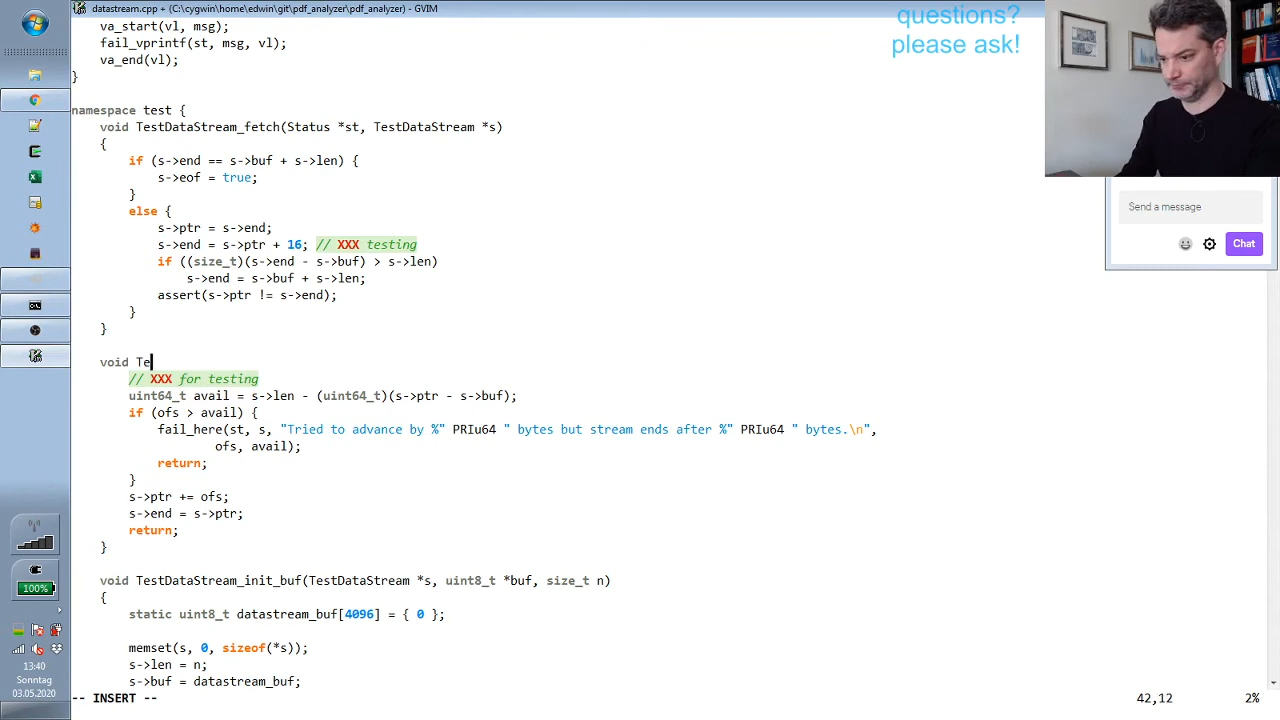 datastream.cpp + (C:\cygwin\home\edwin\git\pdf_analyzer\pdf_analyzer) - GVIM
questions?
please ask!
va_start(vl, msg);
fail_vprintf(st, msg, vl);
va_end(vl);
}
namespace test {
void TestDataStream_fetch(Status *st, TestDataStream *s)
{
if (s->end == s->buf + s->len) {
s->eof = true;
}
else {
s->ptr = s->end;
s->end = s->ptr + 16; // XXX testing
if ((size_t)(s->end - s->buf) > s->len)
s->end = s->buf + s->len;
assert(s->ptr != s->end);
}
}
void Te
// XXX for testing
uint64_t avail = s->len - (uint64_t)(s->ptr - s->buf);
if (ofs > avail) {
fail_here(st, s, "Tried to advance by %" PRIu64 " bytes but stream ends after %" PRIu64 " bytes.\n",
ofs, avail);
return;
}
s->ptr += ofs;
s->end = s->ptr;
return;
}
void TestDataStream_init_buf(TestDataStream *s, uint8_t *buf, size_t n)
{
static uint8_t datastream_buf[4096] = { 0 };
memset(s, 0, sizeof(*s));
s->len = n;
s->buf = datastream_buf;
-- INSERT --
42,12
2%
Send a message
Chat
100%
13:40
Sonntag
03.05.2020